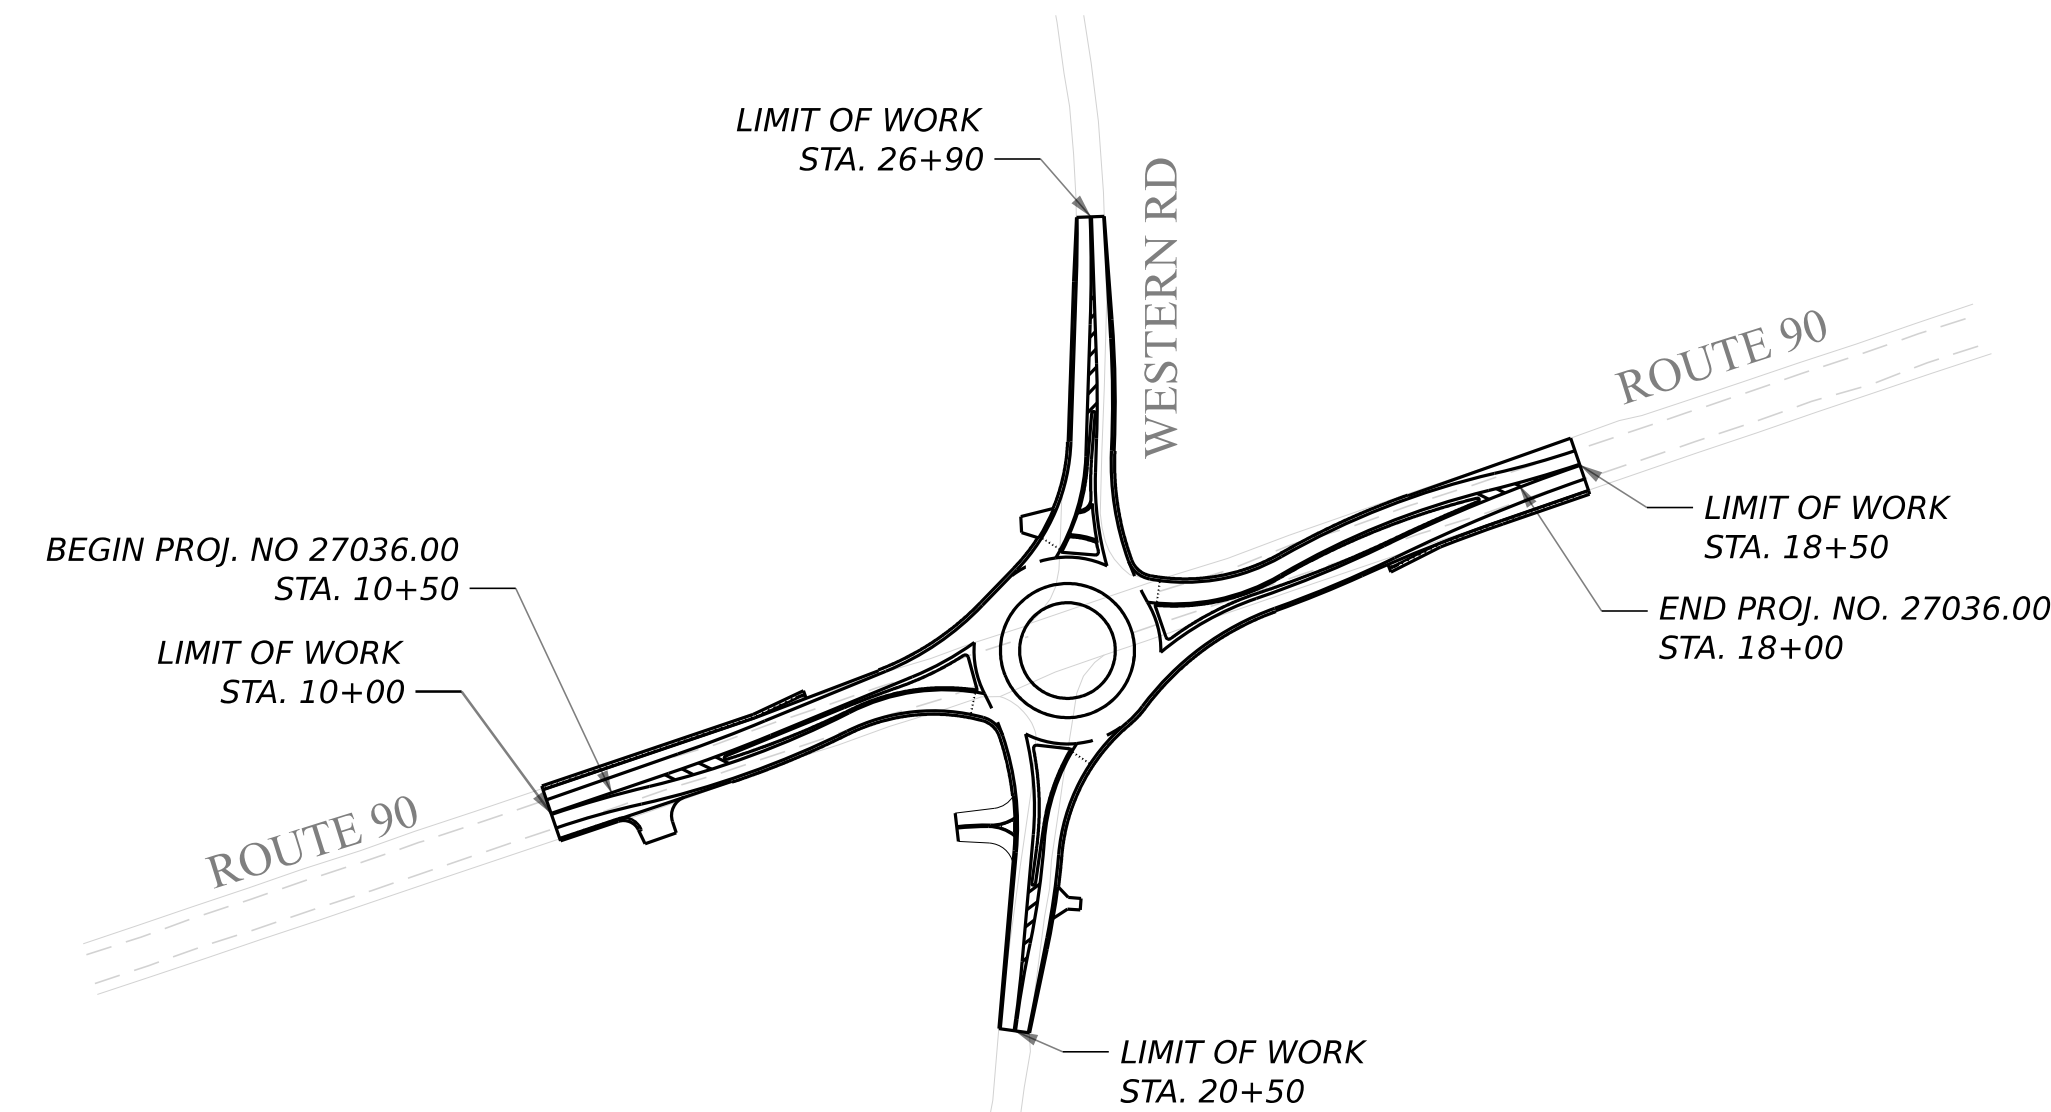 LIMIT OF WORK
STA. 26+90
WESTERN RD
ROUTE 90
LIMIT OF WORK
STA. 18+50
BEGIN PROJ. NO 27036.00
STA. 10+50
END PROJ. NO. 27036.00
STA. 18+00
LIMIT OF WORK
STA. 10+00
ROUTE 90
LIMIT OF WORK
STA. 20+50